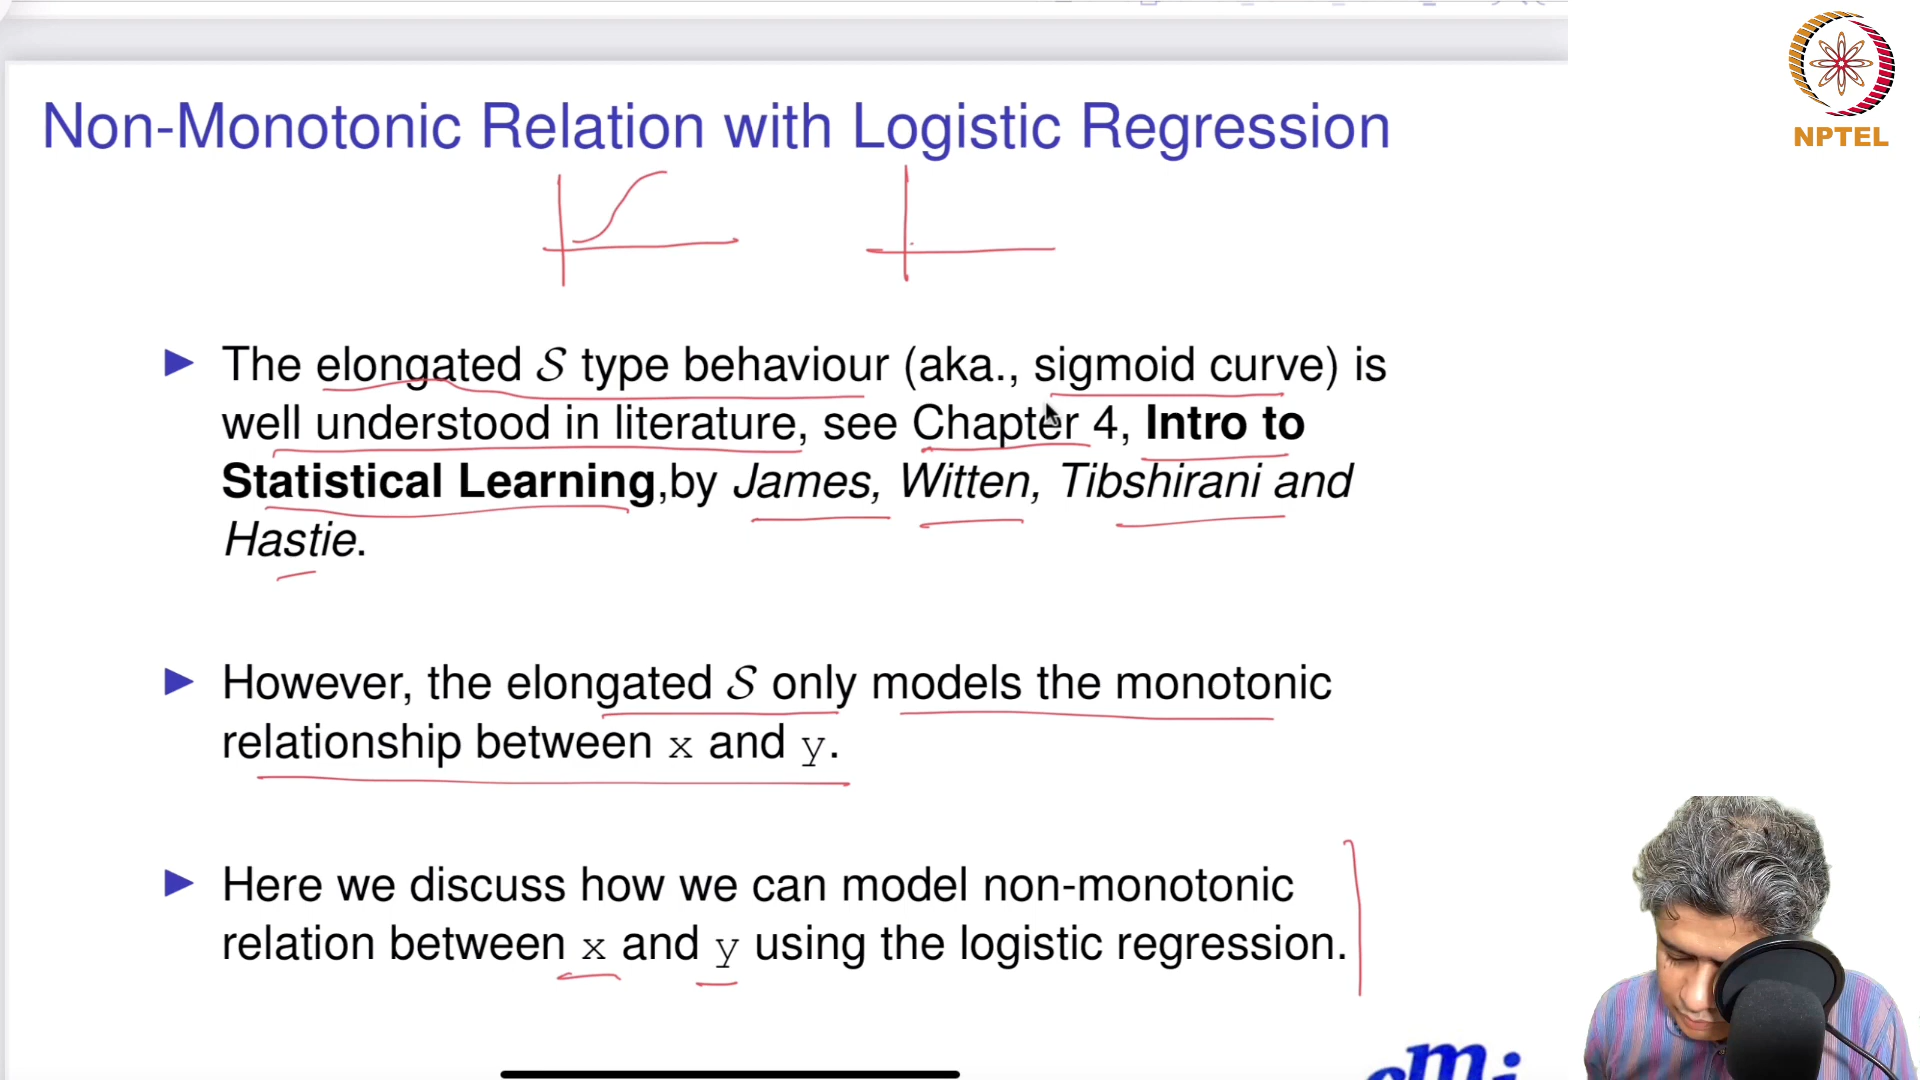 NPTEL
Non-Monotonic Relation with Logistic Regression
The elongated S type behaviour (aka., sigmoid curve) is
well understood in literature, see Chapter 4, Intro to
Statistical Learning,by James, Witten, Tibshirani and
Hastie.
However, the elongated S only models the monotonic
relationship between x and y.
Here we discuss how we can model non-monotonic
relation between x and y using the logistic regression.